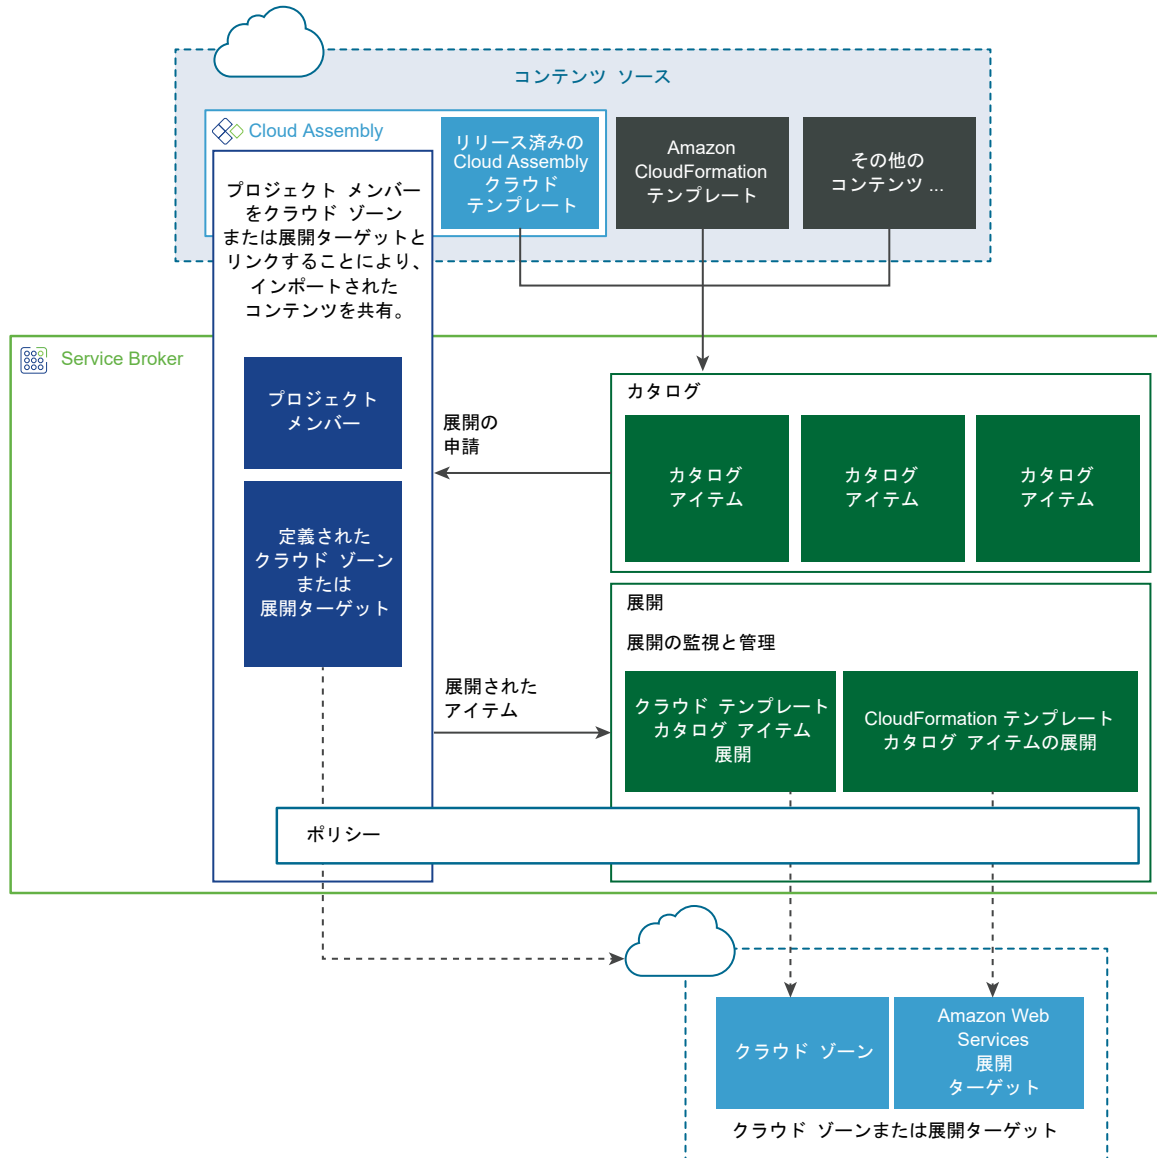 コンテンツ ソース
Cloud Assembly
プロジェクト メンバー
をクラウド ゾーン
または展開ターゲットと
リンクすることにより、
インポートされた
コンテンツを共有。
リリース済みの
Cloud Assembly
クラウド
テンプレート
Amazon
CloudFormation
テンプレート
その他の
コンテンツ ...
Service Broker
プロジェクト
メンバー
定義された
クラウド ゾーン
または
展開ターゲット
展開の
申請
カタログ
カタログ
アイテム
カタログ
アイテム
カタログ
アイテム
展開された
アイテム
展開
展開の監視と管理
クラウド テンプレート
カタログ アイテム
展開
CloudFormation テンプレート
カタログ アイテムの展開
ポリシー
クラウド ゾーン
Amazon Web
Services
展開
ターゲット
クラウド ゾーンまたは展開ターゲット